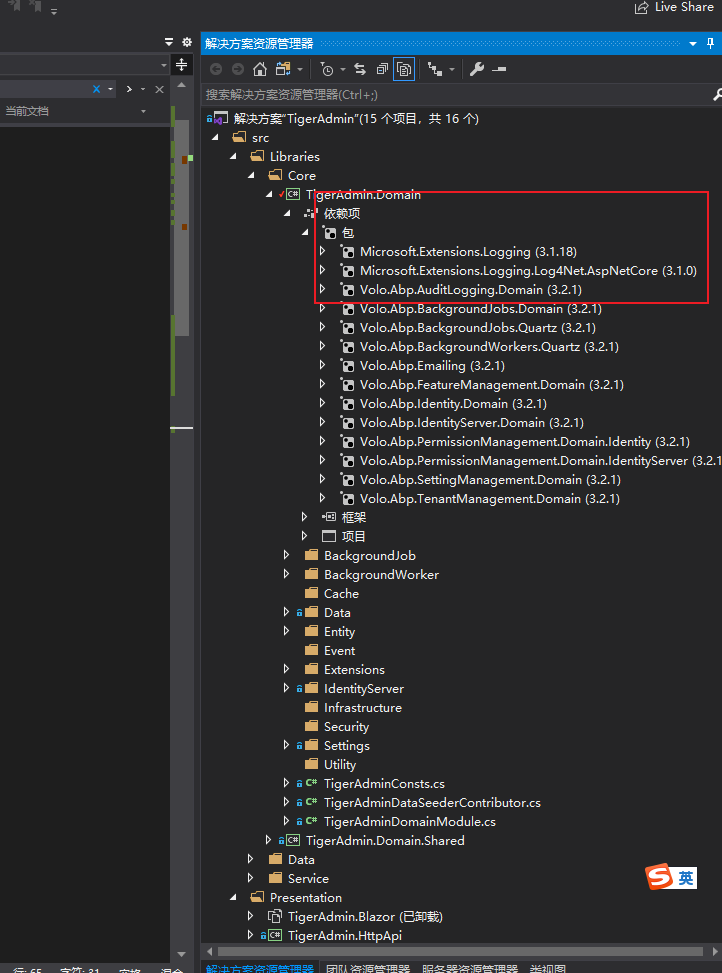 Live Share
解决方案资源管理器
当前文档
搜索解决方案资源管理器(Ctrl+;)
解决方案"TigerAdmin"(15 个项目，共 16 个)
src
Libraries
Core
C# TigerAdmin.Domain
依赖项
包
Microsoft.Extensions.Logging (3.1.18)
Microsoft.Extensions.Logging.Log4Net.AspNetCore (3.1.0)
Volo.Abp.AuditLogging.Domain (3.2.1)
Volo.Abp.BackgroundJobs.Domain (3.2.1)
Volo.Abp.BackgroundJobs.Quartz (3.2.1)
Volo.Abp.BackgroundWorkers.Quartz (3.2.1)
Volo.Abp.Emailing (3.2.1)
Volo.Abp.FeatureManagement.Domain (3.2.1)
Volo.Abp.Identity.Domain (3.2.1)
Volo.Abp.IdentityServer.Domain (3.2.1)
Volo.Abp.PermissionManagement.Domain.Identity (3.2.1)
Volo.Abp.PermissionManagement.Domain.IdentityServer (3.2.1
Volo.Abp.SettingManagement.Domain (3.2.1)
Volo.Abp.TenantManagement.Domain (3.2.1)
框架
项目
BackgroundJob
BackgroundWorker
Cache
Data
Entity
Event
Extensions
IdentityServer
Infrastructure
Security
Settings
Utility
C# TigerAdminConsts.cs
C# TigerAdminDataSeederContributor.cs
C# TigerAdminDomainModule.cs
C# TigerAdmin.Domain.Shared
Data
Service
英
Presentation
TigerAdmin.Blazor (已卸载)
C# TigerAdmin.HttpApi
行: 65 字符: 31 空格 混合
解决方案资源管理器 团队资源管理器 服务器资源管理器 类视图